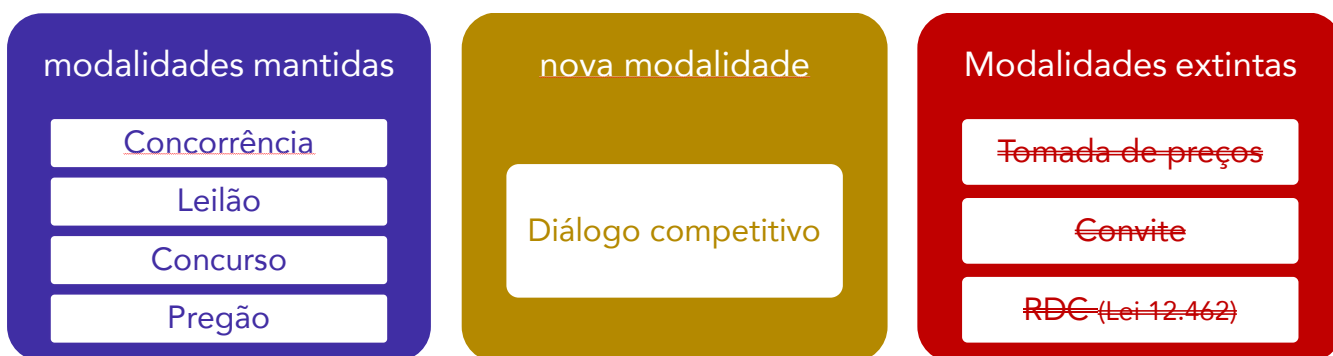 modalidades mantidas
Concorrência
Leilão
Concurso
Pregão
nova modalidade
Diálogo competitivo
Modalidades extintas
Tomada de preços
Convite
RDC (Lei 12.462)